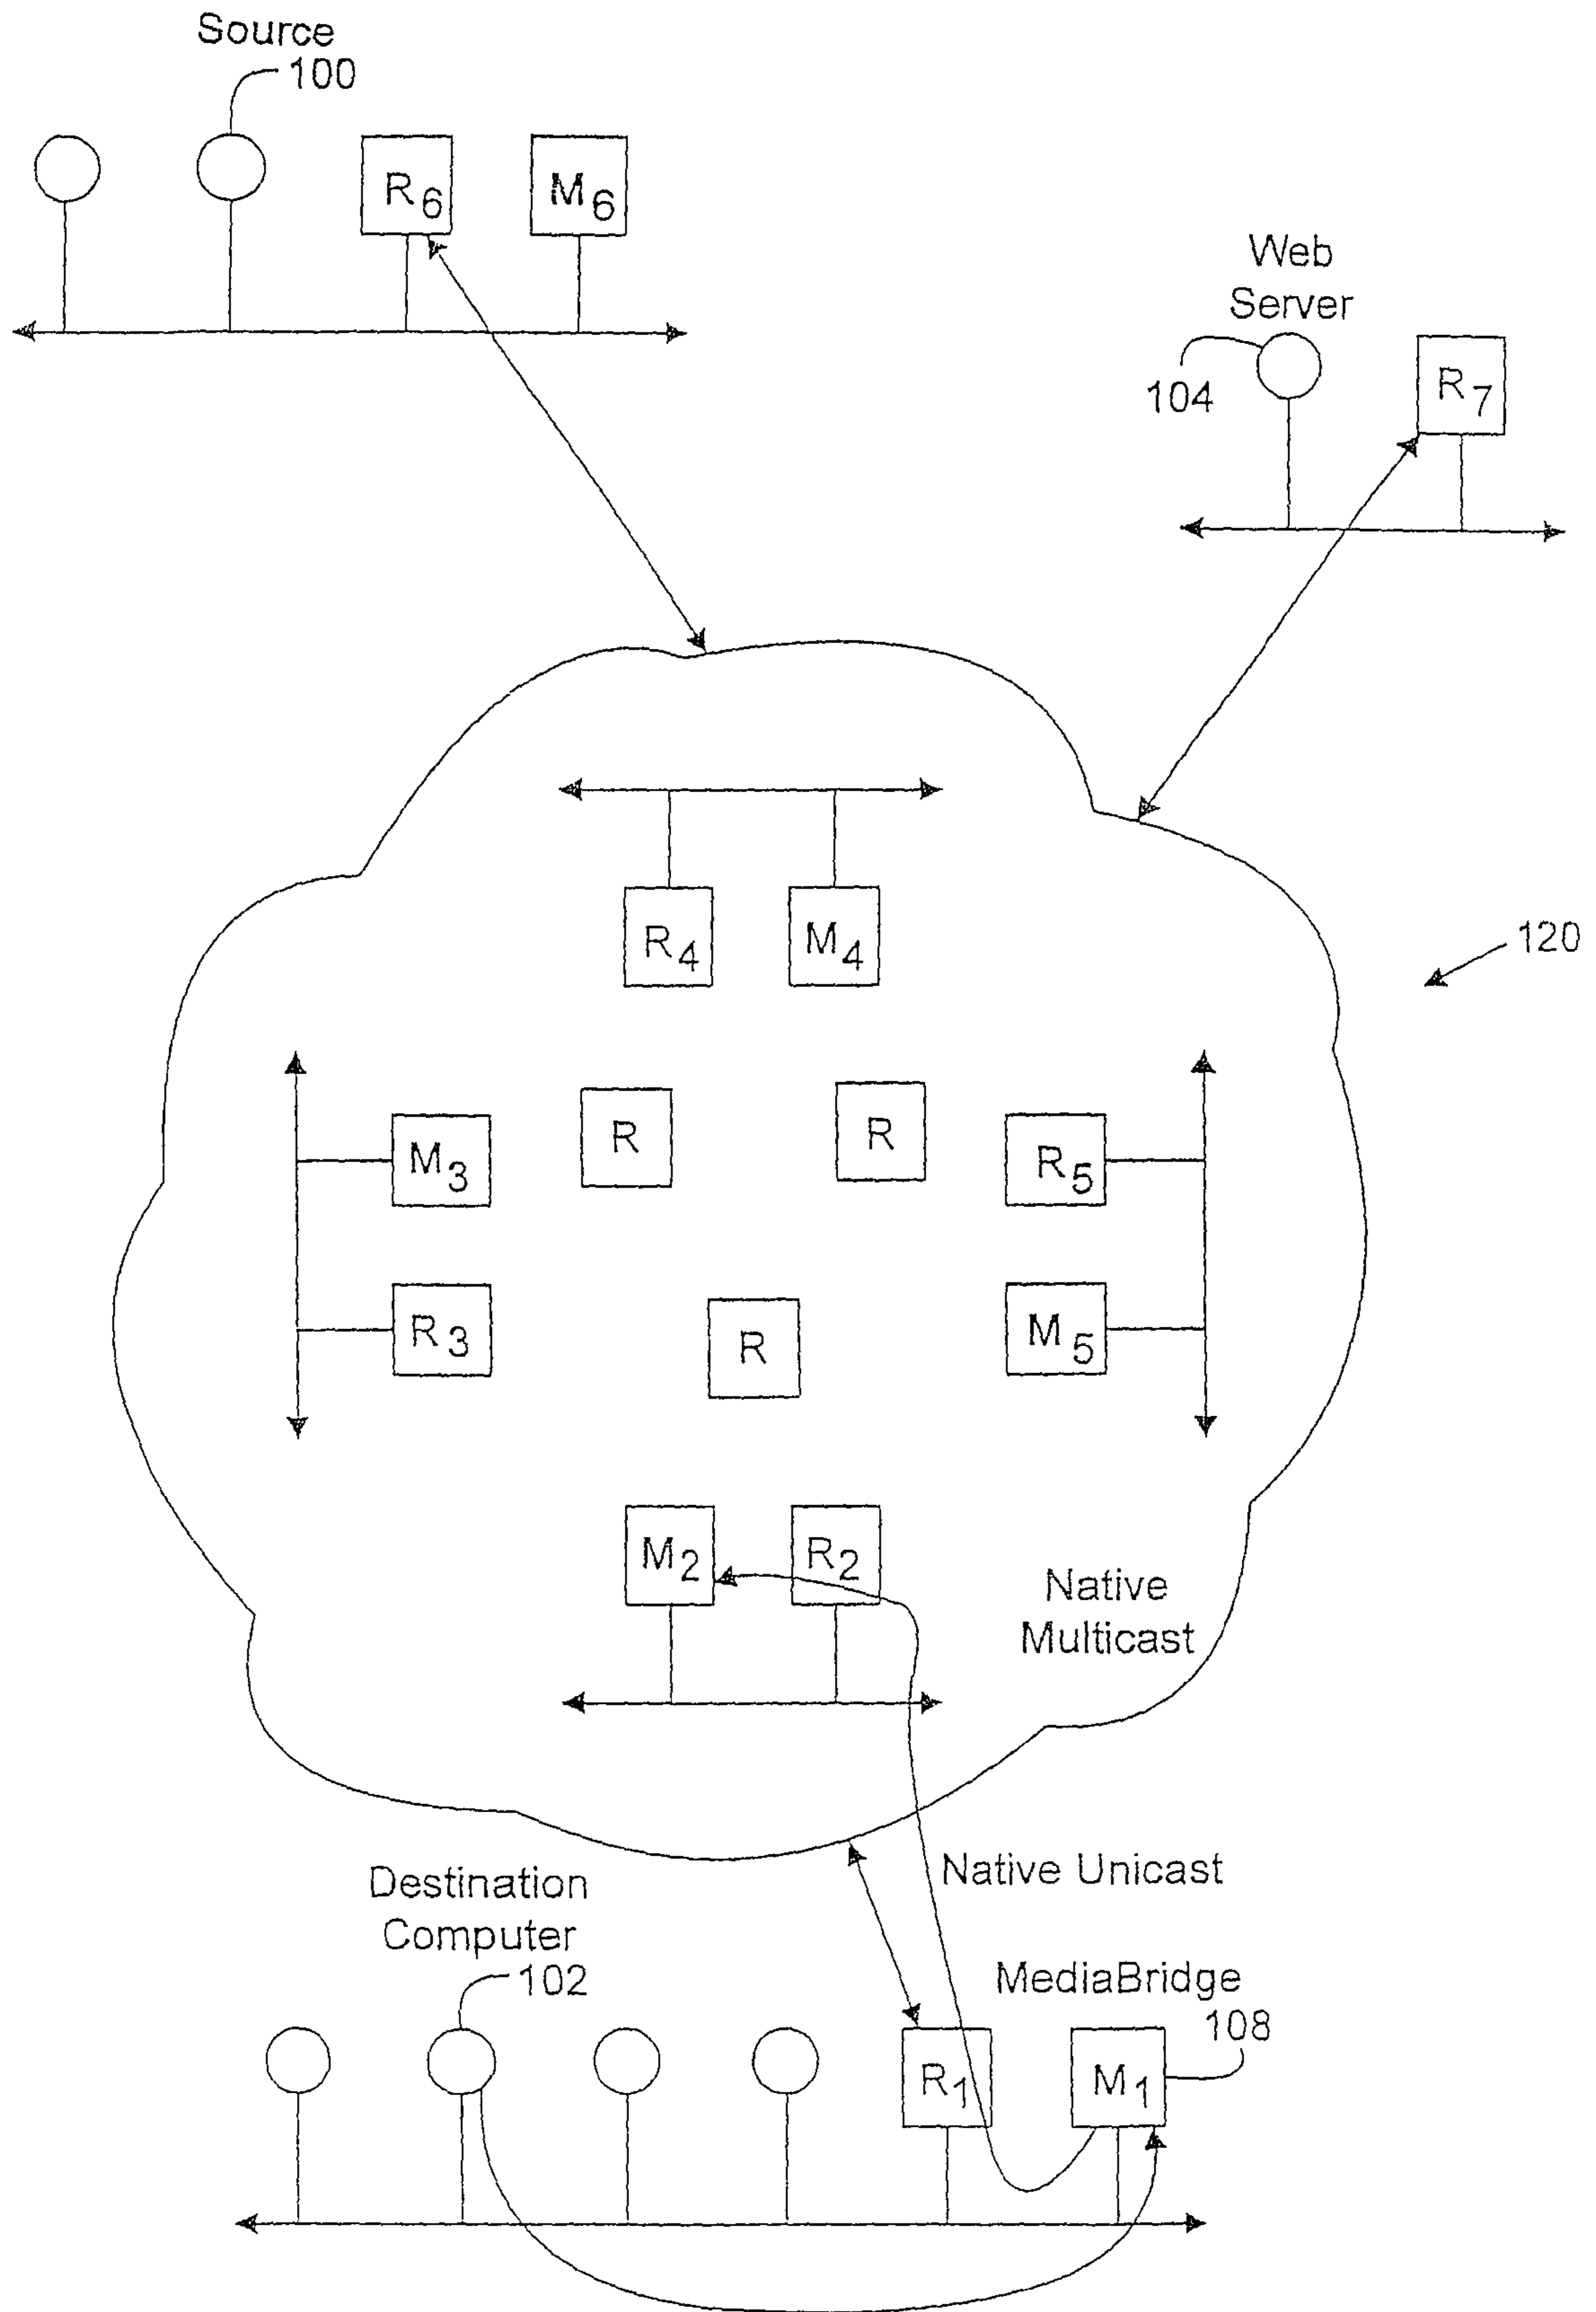 Source
100
R6
M6
Web
Server
104
R7
R4
M4
120
M3
R
R
R5
R3
R
M5
M2
R2
Native
Multicast
Native Unicast
Destination
Computer
102
MediaBridge
108
R1
M1